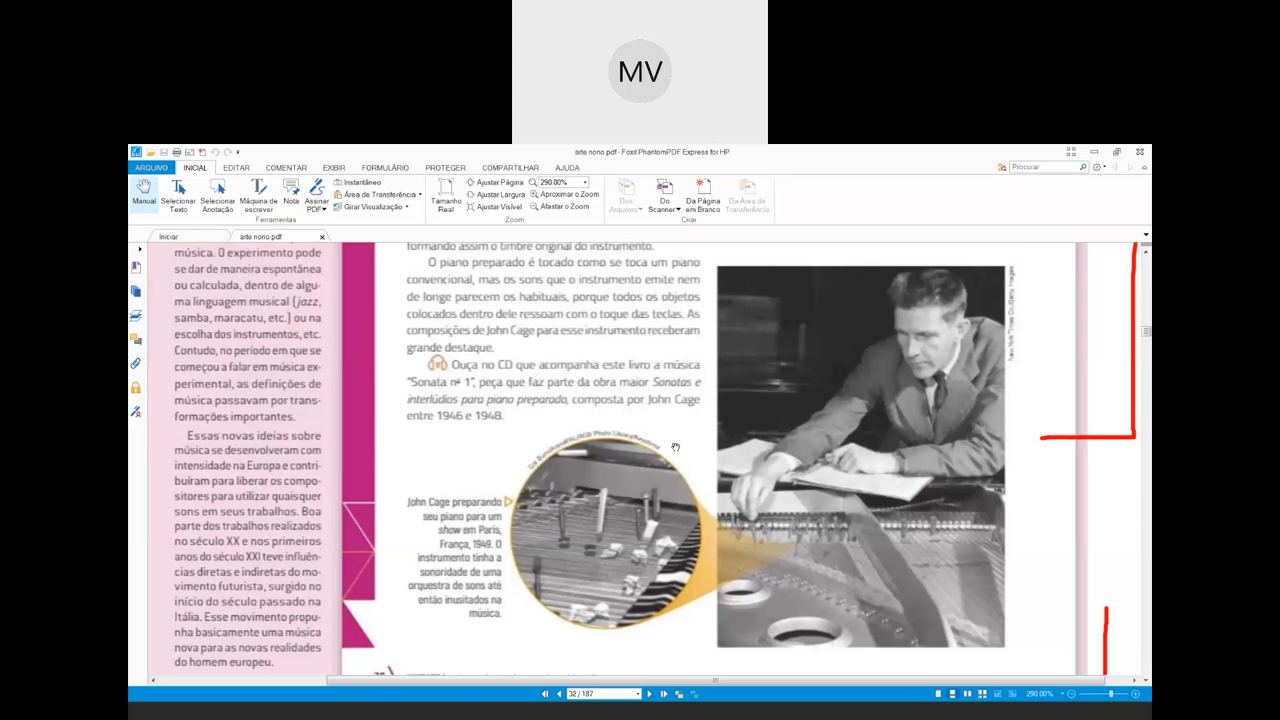 MV
arte nono.pdf - Foxit PhantomPDF Express for HP
ARQUIVO INICIAL EDITAR COMENTAR EXIBIR FORMULÁRIO PROTEGER COMPARTILHAR AJUDA
Procurar
Manual
Selecionar Texto
Selecionar Anotação
Máquina de escrever
Nota
Assinar PDF
Instantâneo
Área de Transferência
Girar Visualização
Ferramentas
Tamanho Real
Ajustar Página
Ajustar Largura
Ajustar Visível
290.00%
Aproximar o Zoom
Afastar o Zoom
Zoom
Dos Arquivos
Do Scanner
Da Página em Branco
Da Área de Transferência
Criar
Iniciar
arte nono.pdf
música. O experimento pode
se dar de maneira espontânea
ou calculada, dentro de algu-
ma linguagem musical (jazz,
samba, maracatu, etc.) ou na
escolha dos instrumentos, etc.
Contudo, no período em que se
começou a falar em música ex-
perimental, as definições de
música passavam por trans-
formações importantes.
Essas novas ideias sobre
música se desenvolveram com
intensidade na Europa e contri-
buíram para liberar os compo-
sitores para utilizar quaisquer
sons em seus trabalhos. Boa
parte dos trabalhos realizados
no século XX e nos primeiros
anos do século XXI teve influên-
cias diretas e indiretas do mo-
vimento futurista, surgido no
início do século passado na
Itália. Esse movimento propu-
nha basicamente uma música
nova para as novas realidades
do homem europeu.
formando assim o timbre original do instrumento.
O piano preparado é tocado como se toca um piano
convencional, mas os sons que o instrumento emite nem
de longe parecem os habituais, porque todos os objetos
colocados dentro dele ressoam com o toque das teclas. As
composições de John Cage para esse instrumento receberam
grande destaque.
Ouça no CD que acompanha este livro a música
"Sonata nº 1", peça que faz parte da obra maior Sonatas e
interlúdios para piano preparado, composta por John Cage
entre 1946 e 1948.
John Cage preparando
seu piano para um
show em Paris,
França, 1949. O
instrumento tinha a
sonoridade de uma
orquestra de sons até
então inusitados na
música.
New York Times Co./Getty Images
32 / 187
290.00%